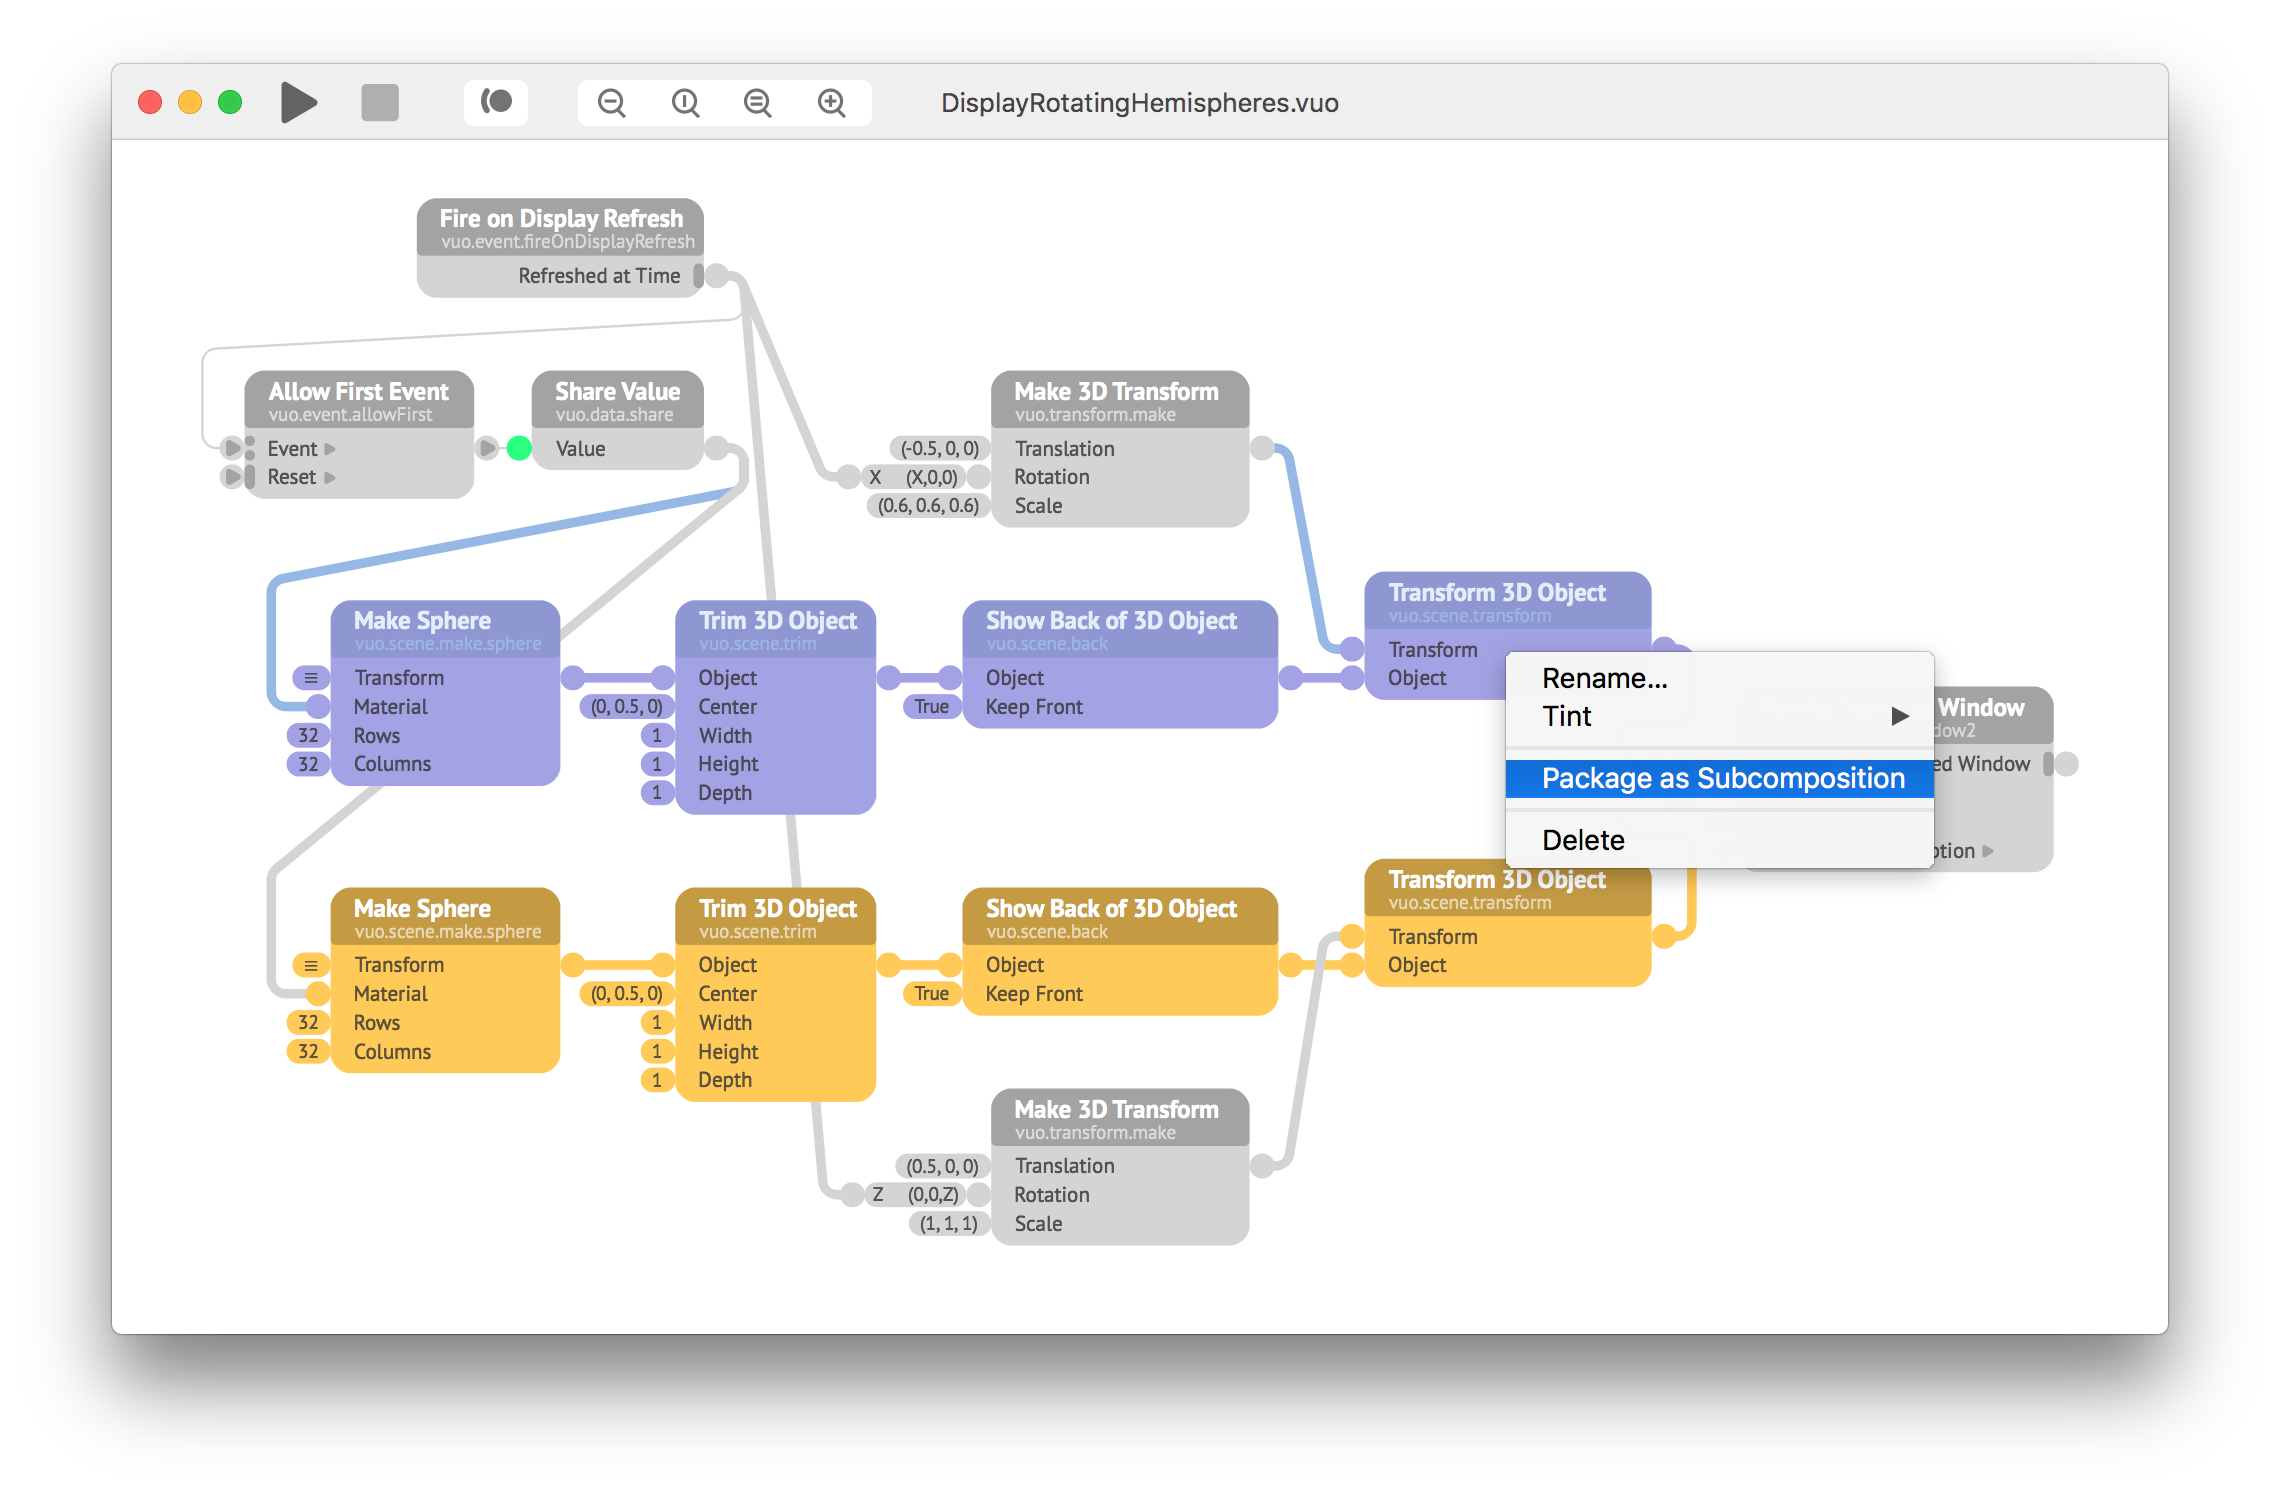 DisplayRotatingHemispheres.vuo
Fire on Display Refresh
vuo.event.fireOnDisplayRefresh
Refreshed at Time
Allow First Event
vuo.event.allowFirst
Event
Reset
Share Value
vuo.data.share
Value
Make 3D Transform
vuo.transform.make
(-0.5, 0, 0) Translation
X (X,0,0) Rotation
(0.6, 0.6, 0.6) Scale
Make Sphere
vuo.scene.make.sphere
Transform
Material
32 Rows
32 Columns
Trim 3D Object
vuo.scene.trim
Object
(0, 0.5, 0) Center
1 Width
1 Height
1 Depth
Show Back of 3D Object
vuo.scene.back
Object
True Keep Front
Transform 3D Object
vuo.scene.transform
Transform
Object
Rename...
Tint
Package as Subcomposition
Delete
Window
dow2
ed Window
tion
Make Sphere
vuo.scene.make.sphere
Transform
Material
32 Rows
32 Columns
Trim 3D Object
vuo.scene.trim
Object
(0, 0.5, 0) Center
1 Width
1 Height
1 Depth
Show Back of 3D Object
vuo.scene.back
Object
True Keep Front
Transform 3D Object
vuo.scene.transform
Transform
Object
Make 3D Transform
vuo.transform.make
(0.5, 0, 0) Translation
Z (0,0,Z) Rotation
(1, 1, 1) Scale